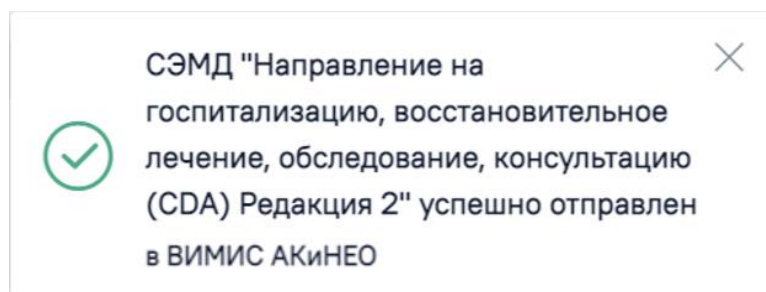 СЭМД "Направление на
госпитализацию, восстановительное
лечение, обследование, консультацию
(CDA) Редакция 2" успешно отправлен
в ВИМИС АКиНЕО